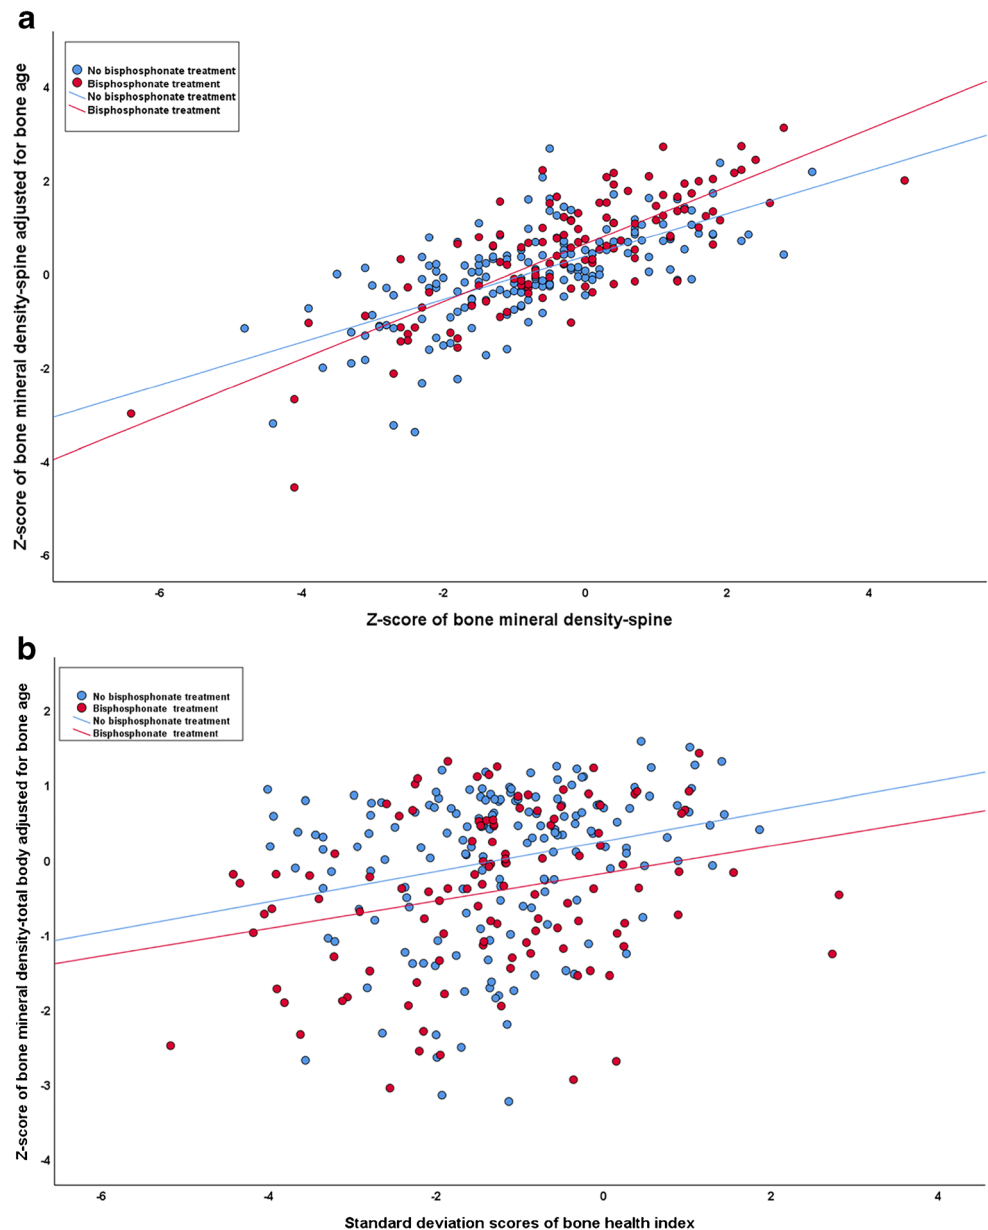 a
Z-score of bone mineral density-spine adjusted for bone age
No bisphosphonate treatment
Bisphosphonate treatment
No bisphosphonate treatment
Bisphosphonate treatment
4
2
0
-2
-4
-6
-6 -4 -2 0 2 4
Z-score of bone mineral density-spine
b
Z-score of bone mineral density-total body adjusted for bone age
No bisphosphonate treatment
Bisphosphonate treatment
No bisphosphonate treatment
Bisphosphonate treatment
2
1
0
-1
-2
-3
-4
-6 -4 -2 0 2 4
Standard deviation scores of bone health index